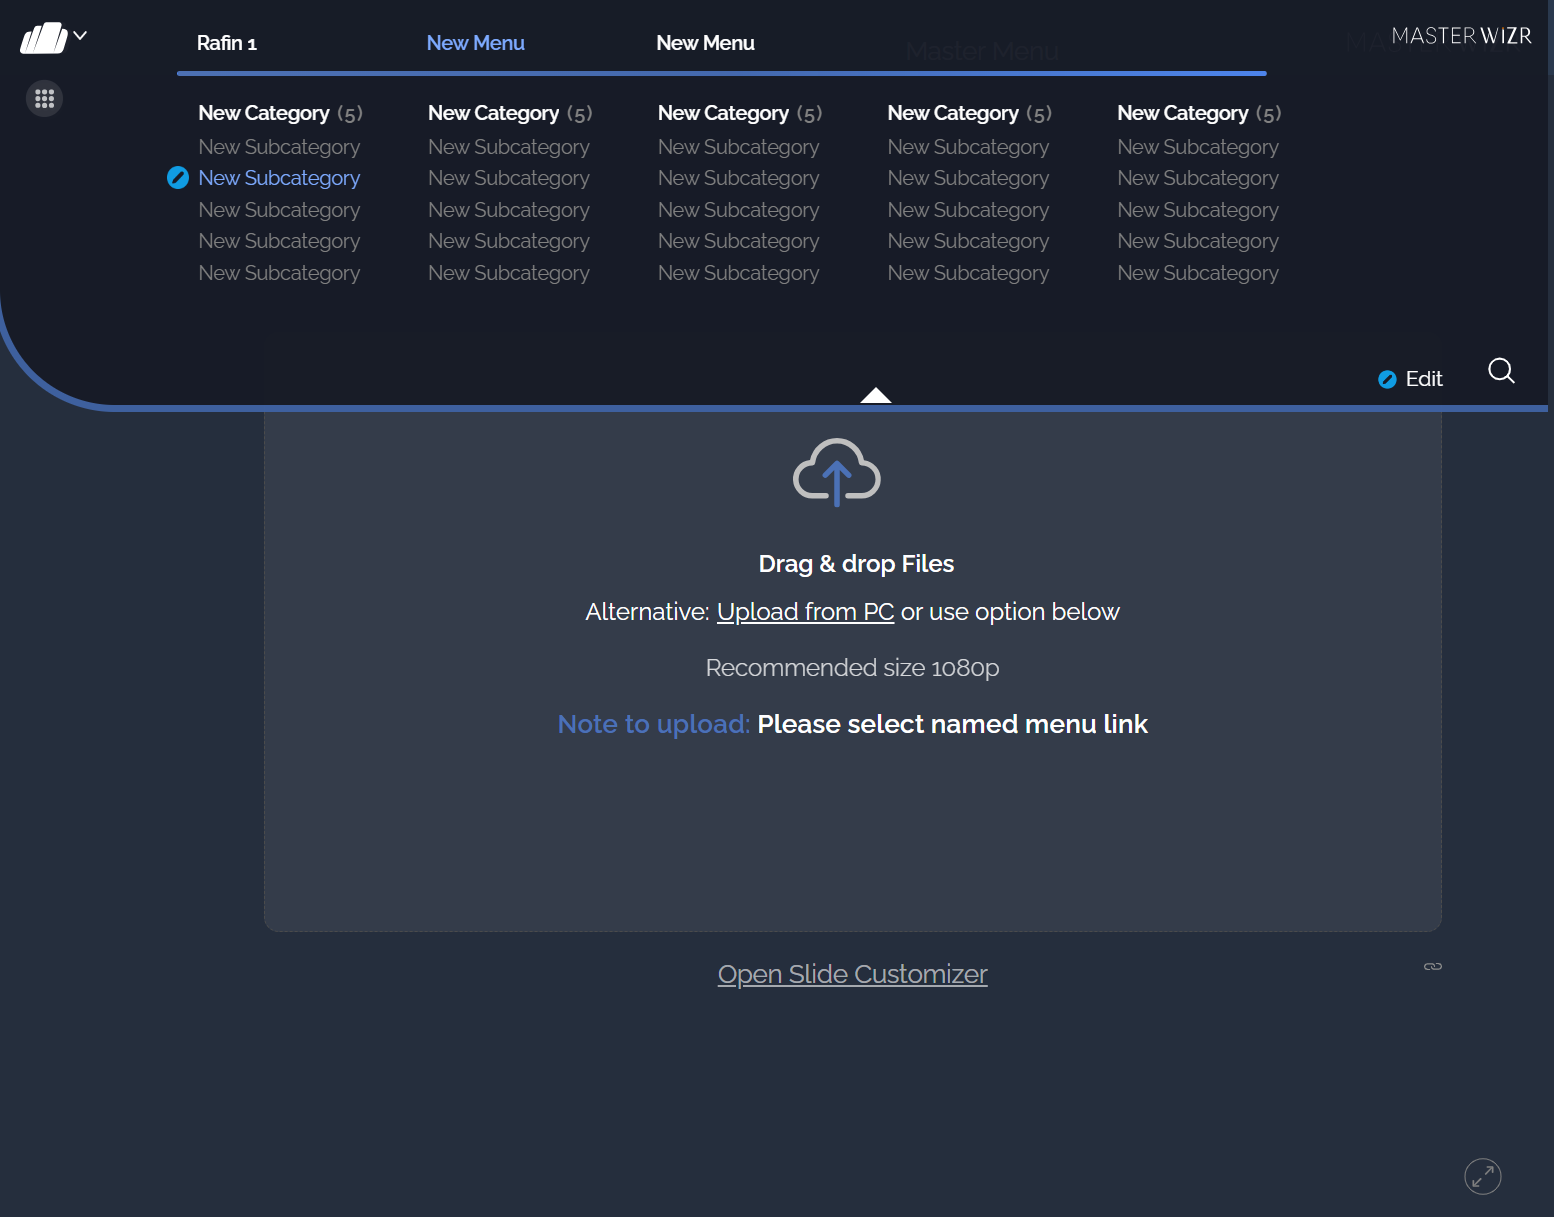 Rafin 1 New Menu New Menu Master Menu MASTERWIZR
New Category (5) New Category (5) New Category (5) New Category (5) New Category (5)
New Subcategory New Subcategory New Subcategory New Subcategory New Subcategory
New Subcategory New Subcategory New Subcategory New Subcategory New Subcategory
New Subcategory New Subcategory New Subcategory New Subcategory New Subcategory
New Subcategory New Subcategory New Subcategory New Subcategory New Subcategory
New Subcategory New Subcategory New Subcategory New Subcategory New Subcategory
Edit
Drag & drop Files
Alternative: Upload from PC or use option below
Recommended size 1080p
Note to upload: Please select named menu link
Open Slide Customizer